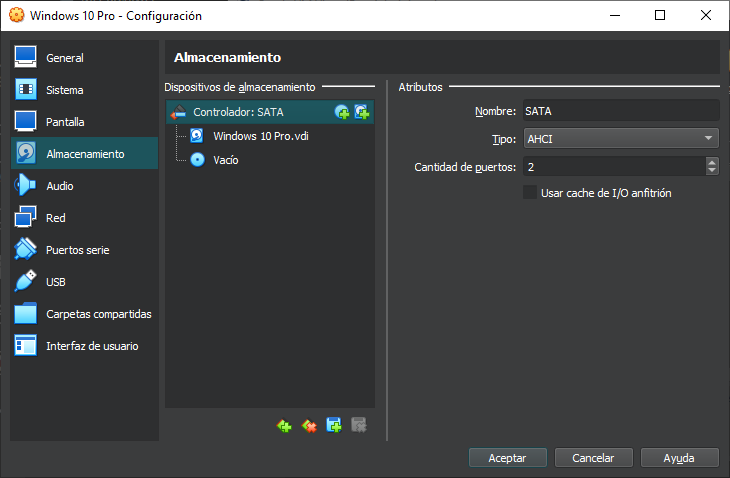 Windows 10 Pro - Configuración
General
Sistema
Pantalla
Almacenamiento
Audio
Red
Puertos serie
USB
Carpetas compartidas
Interfaz de usuario
Almacenamiento
Dispositivos de almacenamiento
Controlador: SATA
Windows 10 Pro.vdi
Vacío
Atributos
Nombre: SATA
Tipo: AHCI
Cantidad de puertos: 2
Usar cache de I/O anfitrión
Aceptar Cancelar Ayuda